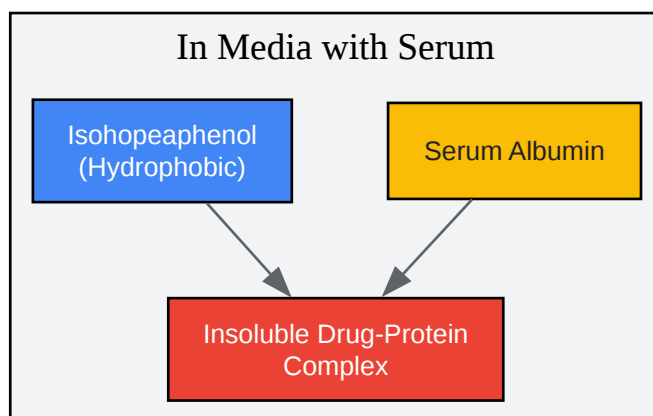 In Media with Serum
Isohopeaphenol
(Hydrophobic)
Serum Albumin
Insoluble Drug-Protein
Complex